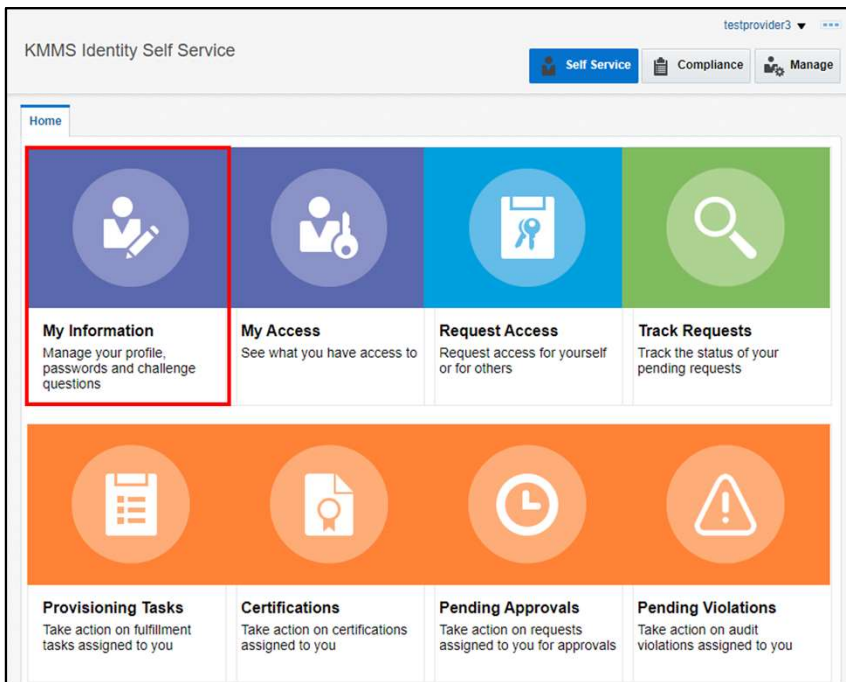 testprovider3
KMMS Identity Self Service
Self Service
Compliance
Manage
Home
My Information
Manage your profile,
passwords and challenge
questions
My Access
See what you have access to
Request Access
Request access for yourself
or for others
Track Requests
Track the status of your
pending requests
Provisioning Tasks
Take action on fulfillment
tasks assigned to you
Certifications
Take action on certifications
assigned to you
Pending Approvals
Take action on requests
assigned to you for approvals
Pending Violations
Take action on audit
violations assigned to you